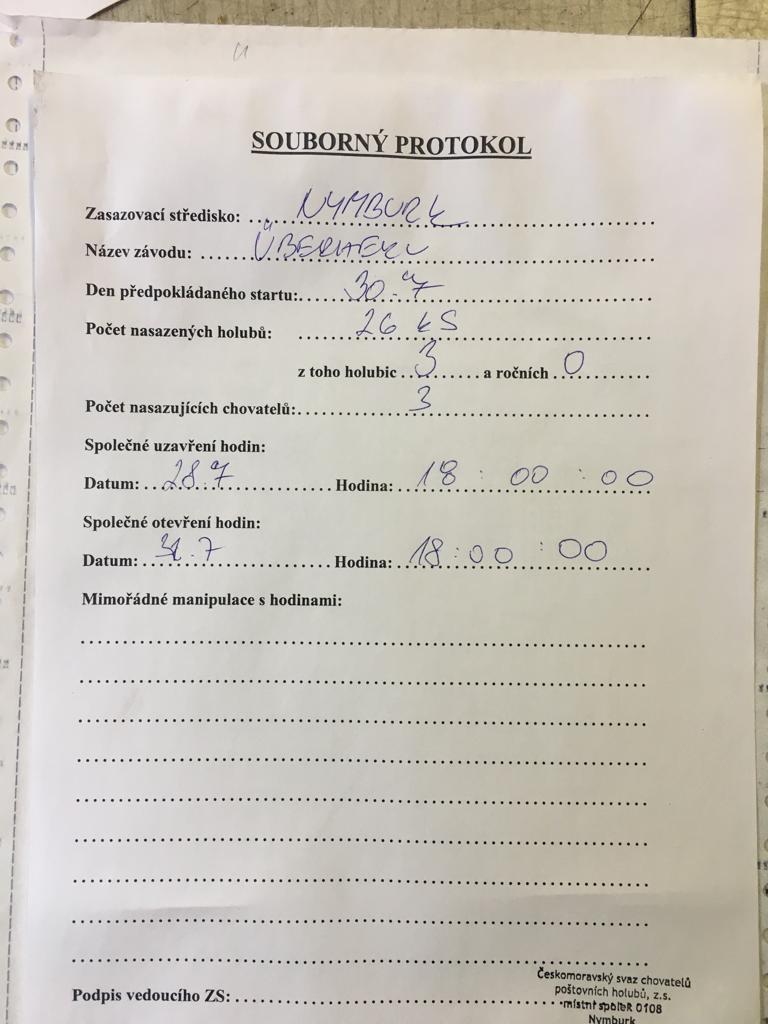 SOUBORNÝ PROTOKOL
Zasazovací středisko: NYMBURK
Název závodu:
Den předpokládaného startu: 30.7
Počet nasazených holubů: 26 kS
z toho holubic 3 a ročních 0
Počet nasazujících chovatelů: 3
Společné uzavření hodin:
Datum: 28.7 Hodina: 18 : 00 : 00
Společné otevření hodin:
Datum: 31.7 Hodina: 18:00 : 00
Mimořádné manipulace s hodinami:
Podpis vedoucího ZS:
Českomoravský svaz chovatelů
poštovních holubů, z.s.
místní spolek 0108
Nymburk